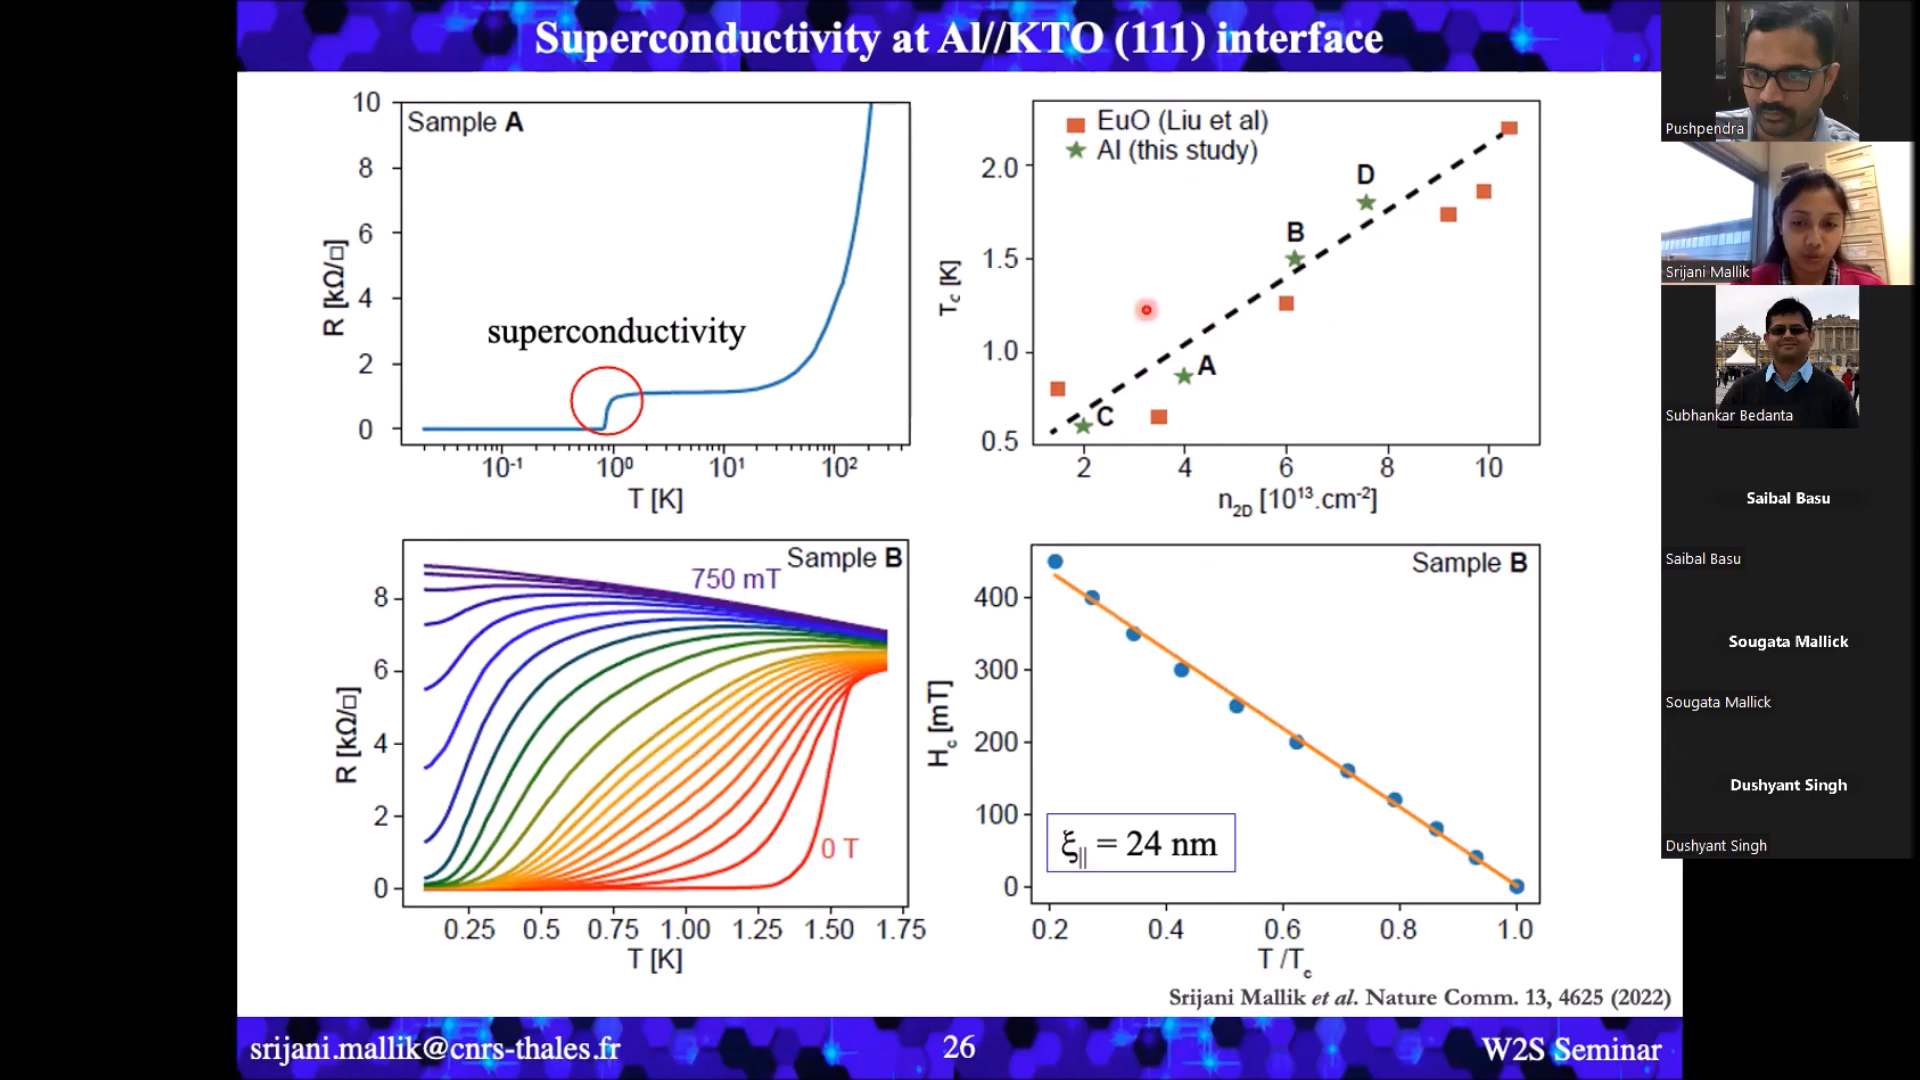 Superconductivity at Al//KTO (111) interface
Sample A
superconductivity
R [kΩ/□]
10
8
6
4
2
0
10⁻¹ 10⁰ 10¹ 10²
T [K]
EuO (Liu et al)
Al (this study)
D
B
A
C
T_c [K]
2.0
1.5
1.0
0.5
2 4 6 8 10
n_2D [10¹³.cm⁻²]
Sample B
750 mT
0 T
R [kΩ/□]
8
6
4
2
0
0.25 0.5 0.75 1.00 1.25 1.50 1.75
T [K]
Sample B
H_c [mT]
400
300
200
100
0
ξ_|| = 24 nm
0.2 0.4 0.6 0.8 1.0
T /T_c
Srijani Mallik et al. Nature Comm. 13, 4625 (2022)
srijani.mallik@cnrs-thales.fr
26
W2S Seminar
Pushpendra
Srijani Mallik
Subhankar Bedanta
Saibal Basu
Saibal Basu
Sougata Mallick
Sougata Mallick
Dushyant Singh
Dushyant Singh